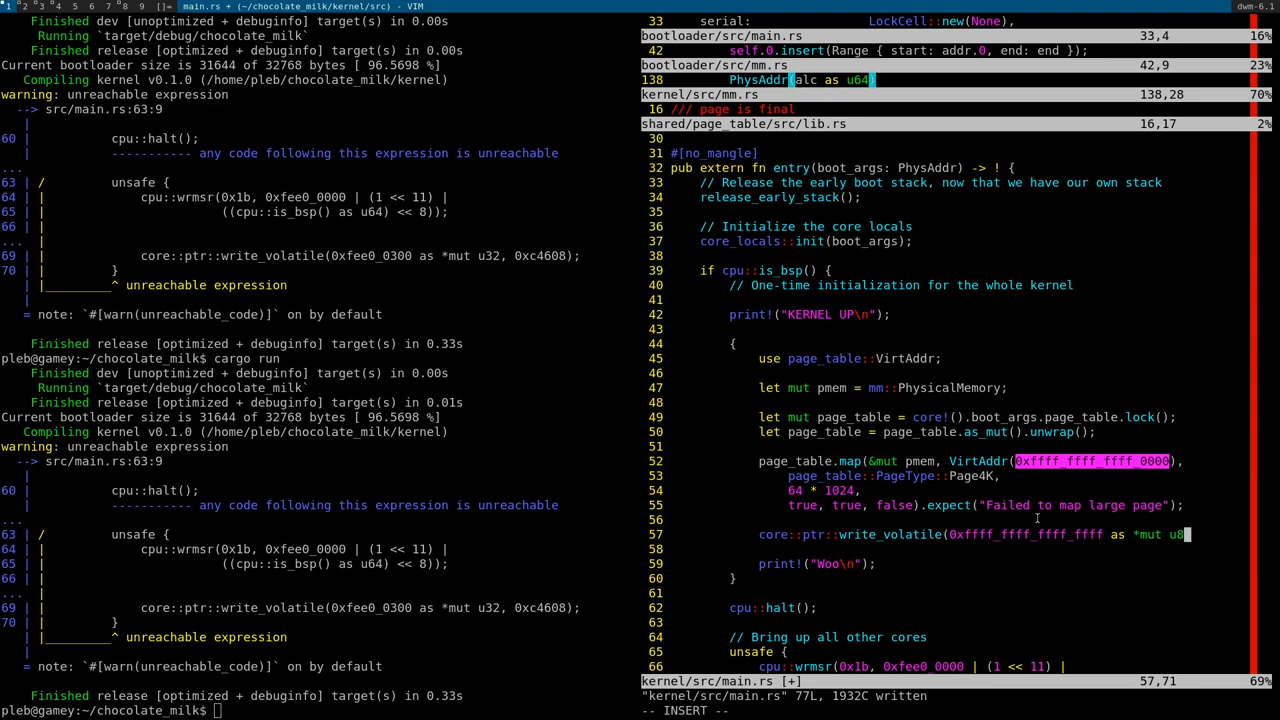 1 2 3 4 5 6 7 8 9 []= main.rs + (~/chocolate_milk/kernel/src) - VIM dwm-6.1
Finished dev [unoptimized + debuginfo] target(s) in 0.00s
Running `target/debug/chocolate_milk`
Finished release [optimized + debuginfo] target(s) in 0.00s
Current bootloader size is 31644 of 32768 bytes [ 96.5698 %]
Compiling kernel v0.1.0 (/home/pleb/chocolate_milk/kernel)
warning: unreachable expression
--> src/main.rs:63:9
|
60 | cpu::halt();
| ----------- any code following this expression is unreachable
...
63 | / unsafe {
64 | | cpu::wrmsr(0x1b, 0xfee0_0000 | (1 << 11) |
65 | | ((cpu::is_bsp() as u64) << 8));
66 | |
... |
69 | | core::ptr::write_volatile(0xfee0_0300 as *mut u32, 0xc4608);
70 | | }
| |_________^ unreachable expression
|
= note: `#[warn(unreachable_code)]` on by default
Finished release [optimized + debuginfo] target(s) in 0.33s
pleb@gamey:~/chocolate_milk$ cargo run
Finished dev [unoptimized + debuginfo] target(s) in 0.00s
Running `target/debug/chocolate_milk`
Finished release [optimized + debuginfo] target(s) in 0.01s
Current bootloader size is 31644 of 32768 bytes [ 96.5698 %]
Compiling kernel v0.1.0 (/home/pleb/chocolate_milk/kernel)
warning: unreachable expression
--> src/main.rs:63:9
|
60 | cpu::halt();
| ----------- any code following this expression is unreachable
...
63 | / unsafe {
64 | | cpu::wrmsr(0x1b, 0xfee0_0000 | (1 << 11) |
65 | | ((cpu::is_bsp() as u64) << 8));
66 | |
... |
69 | | core::ptr::write_volatile(0xfee0_0300 as *mut u32, 0xc4608);
70 | | }
| |_________^ unreachable expression
|
= note: `#[warn(unreachable_code)]` on by default
Finished release [optimized + debuginfo] target(s) in 0.33s
pleb@gamey:~/chocolate_milk$
33 serial: LockCell::new(None),
bootloader/src/main.rs 33,4 16%
42 self.0.insert(Range { start: addr.0, end: end });
bootloader/src/mm.rs 42,9 23%
138 PhysAddr(alc as u64)
kernel/src/mm.rs 138,28 70%
16 /// page is final
shared/page_table/src/lib.rs 16,17 2%
30
31 #[no_mangle]
32 pub extern fn entry(boot_args: PhysAddr) -> ! {
33 // Release the early boot stack, now that we have our own stack
34 release_early_stack();
35
36 // Initialize the core locals
37 core_locals::init(boot_args);
38
39 if cpu::is_bsp() {
40 // One-time initialization for the whole kernel
41
42 print!("KERNEL UP\n");
43
44 {
45 use page_table::VirtAddr;
46
47 let mut pmem = mm::PhysicalMemory;
48
49 let mut page_table = core!().boot_args.page_table.lock();
50 let page_table = page_table.as_mut().unwrap();
51
52 page_table.map(&mut pmem, VirtAddr(0xffff_ffff_ffff_0000),
53 page_table::PageType::Page4K,
54 64 * 1024,
55 true, true, false).expect("Failed to map large page");
56
57 core::ptr::write_volatile(0xffff_ffff_ffff_ffff as *mut u8
58
59 print!("Woo\n");
60 }
61
62 cpu::halt();
63
64 // Bring up all other cores
65 unsafe {
66 cpu::wrmsr(0x1b, 0xfee0_0000 | (1 << 11) |
kernel/src/main.rs [+] 57,71 69%
"kernel/src/main.rs" 77L, 1932C written
-- INSERT --